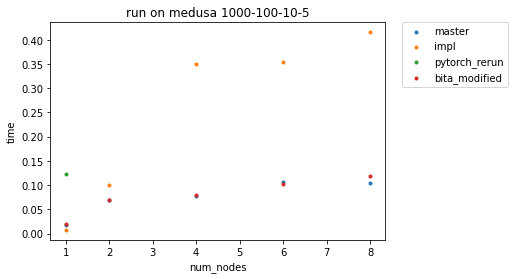 run on medusa 1000-100-10-5
master
impl
pytorch_rerun
bita_modified
time
0.40
0.35
0.30
0.25
0.20
0.15
0.10
0.05
0.00
1 2 3 4 5 6 7 8
num_nodes